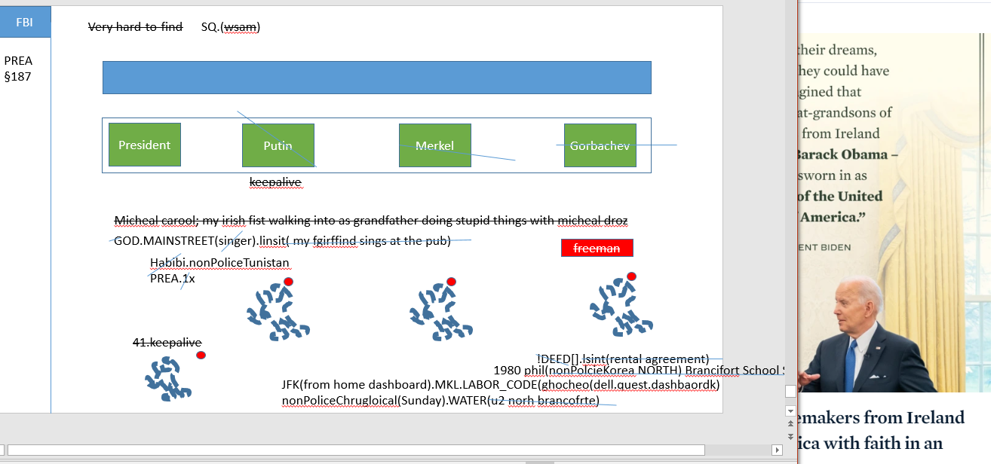 FBI
PREA
§187
Very hard to find SQ.(wsam)
President
Putin
Merkel
Gorbachev
keepalive
Micheal carool; my irish fist walking into as grandfather doing stupid things with micheal droz
GOD.MAINSTREET(singer).linsit( my fgirffind sings at the pub)
freeman
Habibi.nonPoliceTunistan
PREA.1x
41.keepalive
!DEED[].lsint(rental agreement)
1980 phil(nonPolcieKorea NORTH) Brancifort School S
JFK(from home dashboard).MKL.LABOR_CODE(ghocheo(dell.quest.dashbaordk)
nonPoliceChrugloical(Sunday).WATER(u2 norh brancofrte)
their dreams,
hey could have
gined that
at-grandsons of
from Ireland
Barack Obama –
sworn in as
of the United
America.”
ENT BIDEN
emakers from Ireland
ica with faith in an